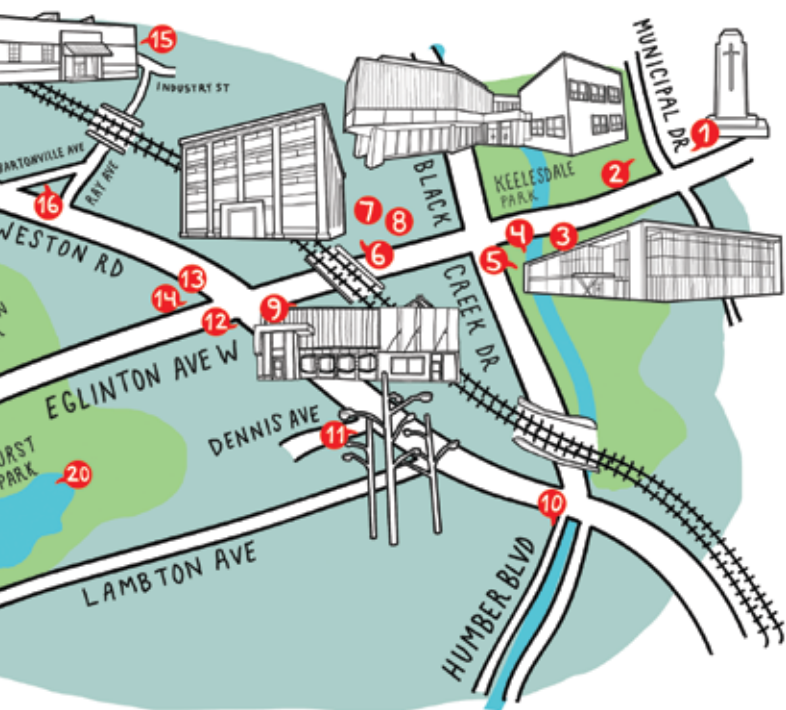 15
INDUSTRY ST
MUNICIPAL DR
1
BARTONVILLE AVE
RAY AVE
16
BLACK
CREEK DR
KEELESDALE
PARK
2
7
8
6
4
3
5
WESTON RD
13
14
12
9
EGLINTON AVE W
DENNIS AVE
11
PARK
20
10
LAMBTON AVE
HUMBER BLVD